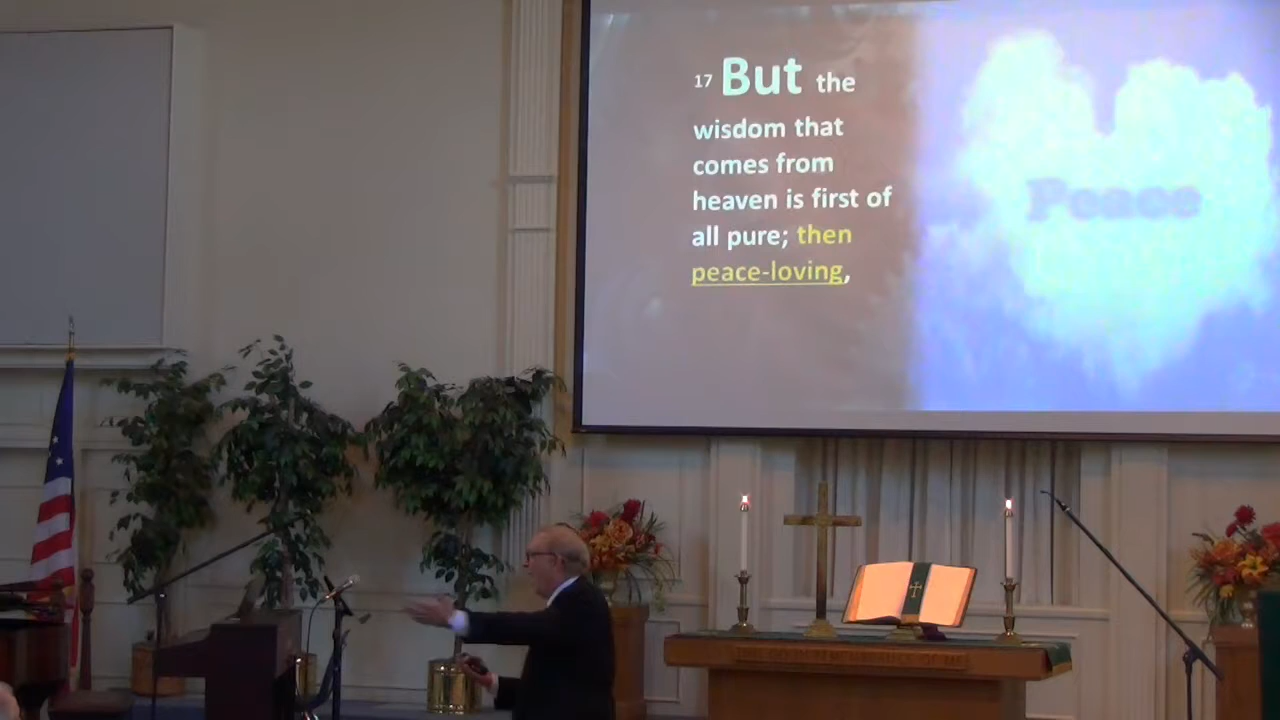 17 But the
wisdom that
comes from
heaven is first of
all pure; then
peace-loving,
Peace